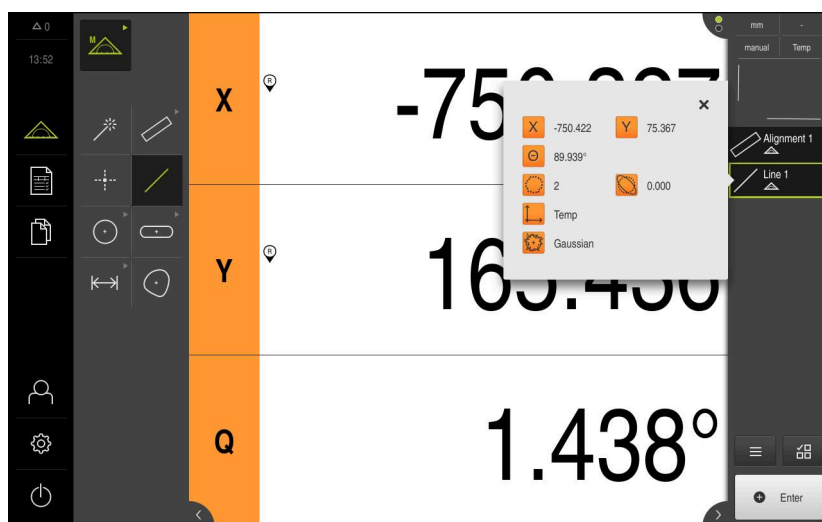 0
13:52
M
mm
-
manual
Temp
X
R
X
-750.422
Y
75.367
Θ
89.939°
2
0.000
Temp
Gaussian
Alignment 1
Line 1
Y
R
Q
1.438°
Enter